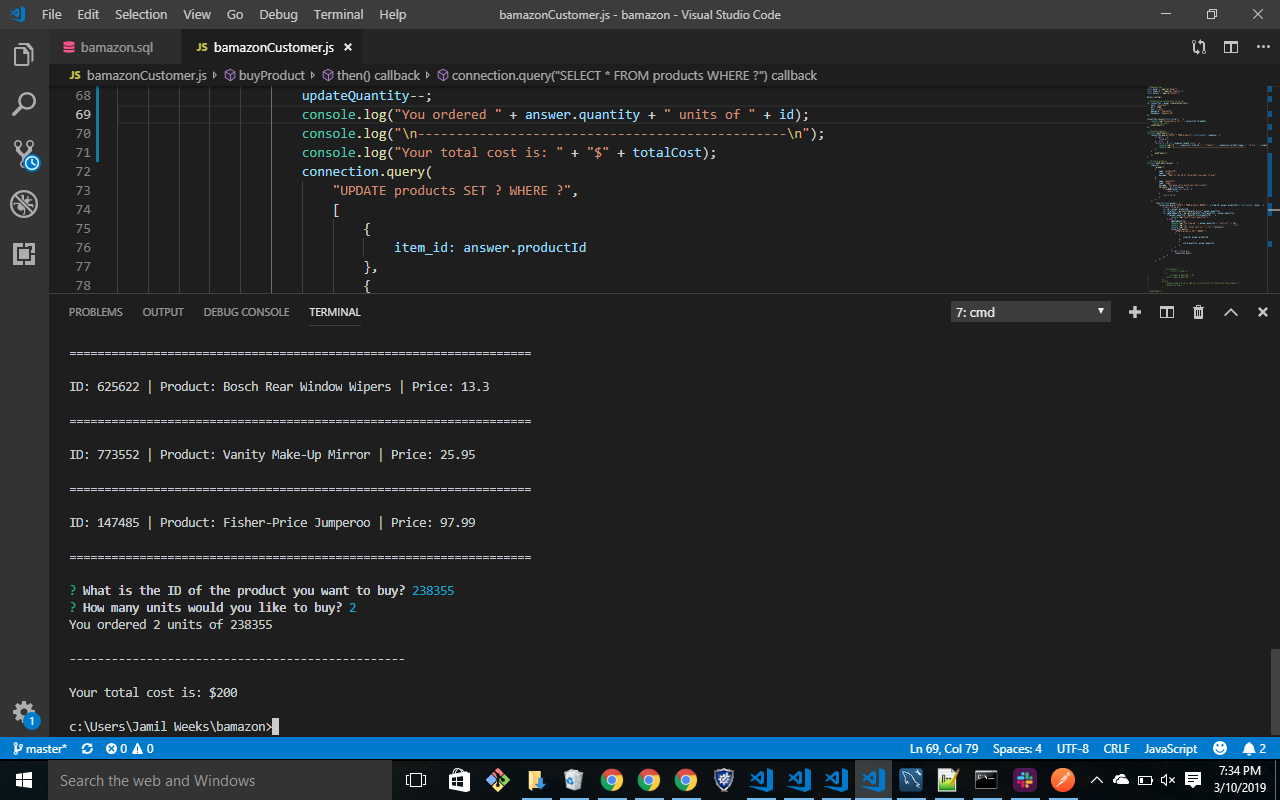 File Edit Selection View Go Debug Terminal Help bamazonCustomer.js - bamazon - Visual Studio Code
bamazon.sql JS bamazonCustomer.js
JS bamazonCustomer.js buyProduct then() callback connection.query("SELECT * FROM products WHERE ?") callback
68 updateQuantity--;
69 console.log("You ordered " + answer.quantity + " units of " + id);
70 console.log("\n------------------------------------------------\n");
71 console.log("Your total cost is: " + "$" + totalCost);
72 connection.query(
73 "UPDATE products SET ? WHERE ?",
74 [
75 {
76 item_id: answer.productId
77 },
78 {
PROBLEMS OUTPUT DEBUG CONSOLE TERMINAL 7: cmd
==================================================================
ID: 625622 | Product: Bosch Rear Window Wipers | Price: 13.3
==================================================================
ID: 773552 | Product: Vanity Make-Up Mirror | Price: 25.95
==================================================================
ID: 147485 | Product: Fisher-Price Jumperoo | Price: 97.99
==================================================================
? What is the ID of the product you want to buy? 238355
? How many units would you like to buy? 2
You ordered 2 units of 238355
------------------------------------------------
Your total cost is: $200
c:\Users\Jamil Weeks\bamazon>
1
master* 0 0 Ln 69, Col 79 Spaces: 4 UTF-8 CRLF JavaScript 2
Search the web and Windows
7:34 PM
3/10/2019